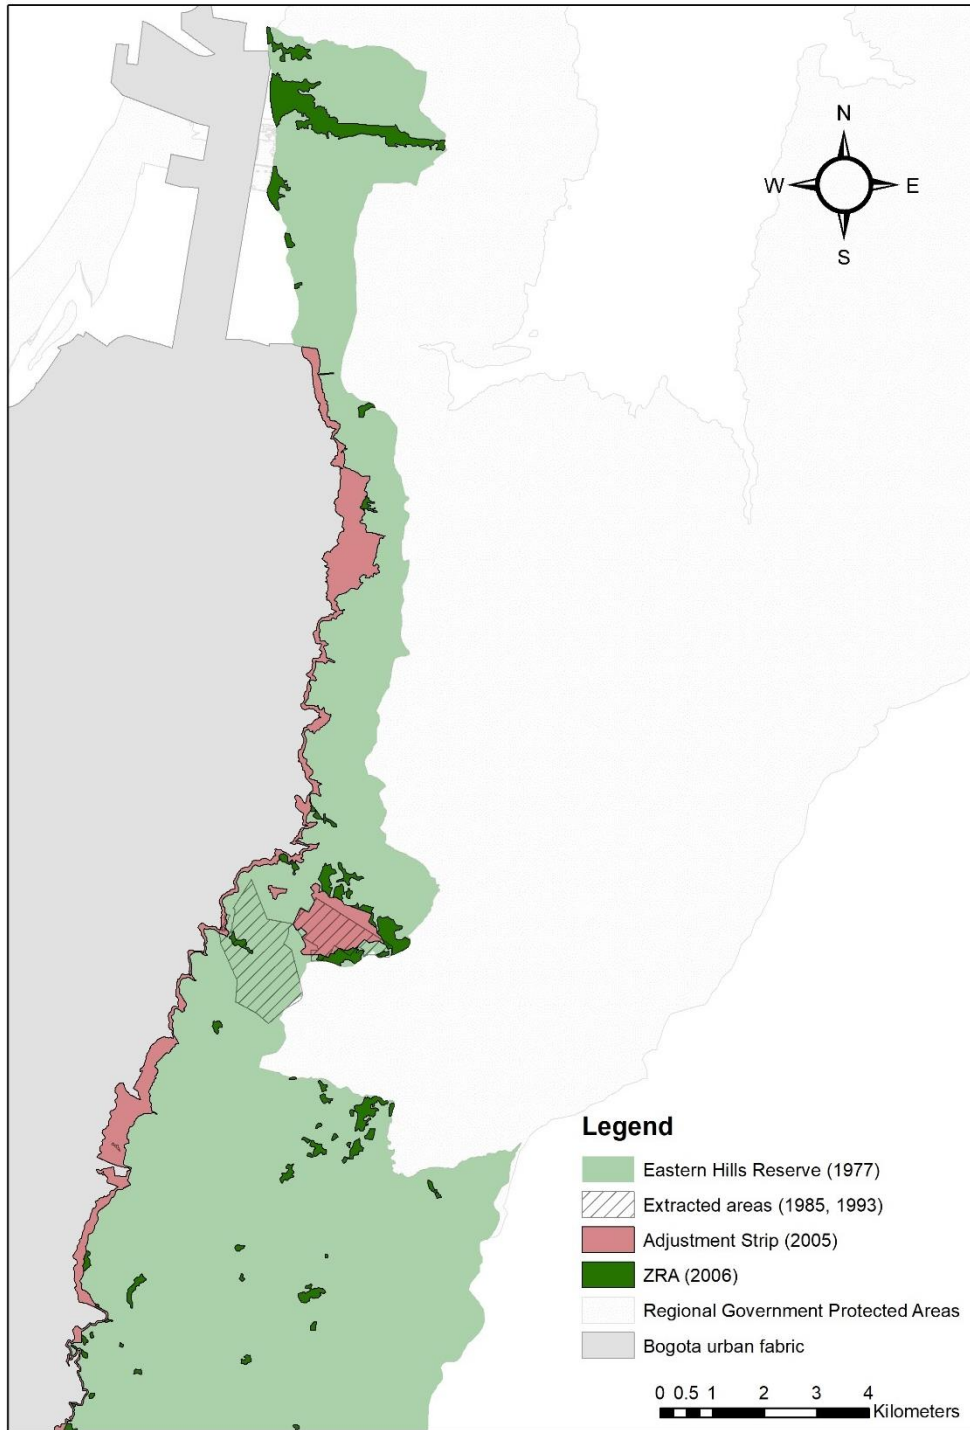 N
W E
S
Legend
Eastern Hills Reserve (1977)
Extracted areas (1985, 1993)
Adjustment Strip (2005)
ZRA (2006)
Regional Government Protected Areas
Bogota urban fabric
0 0.5 1 2 3 4
Kilometers